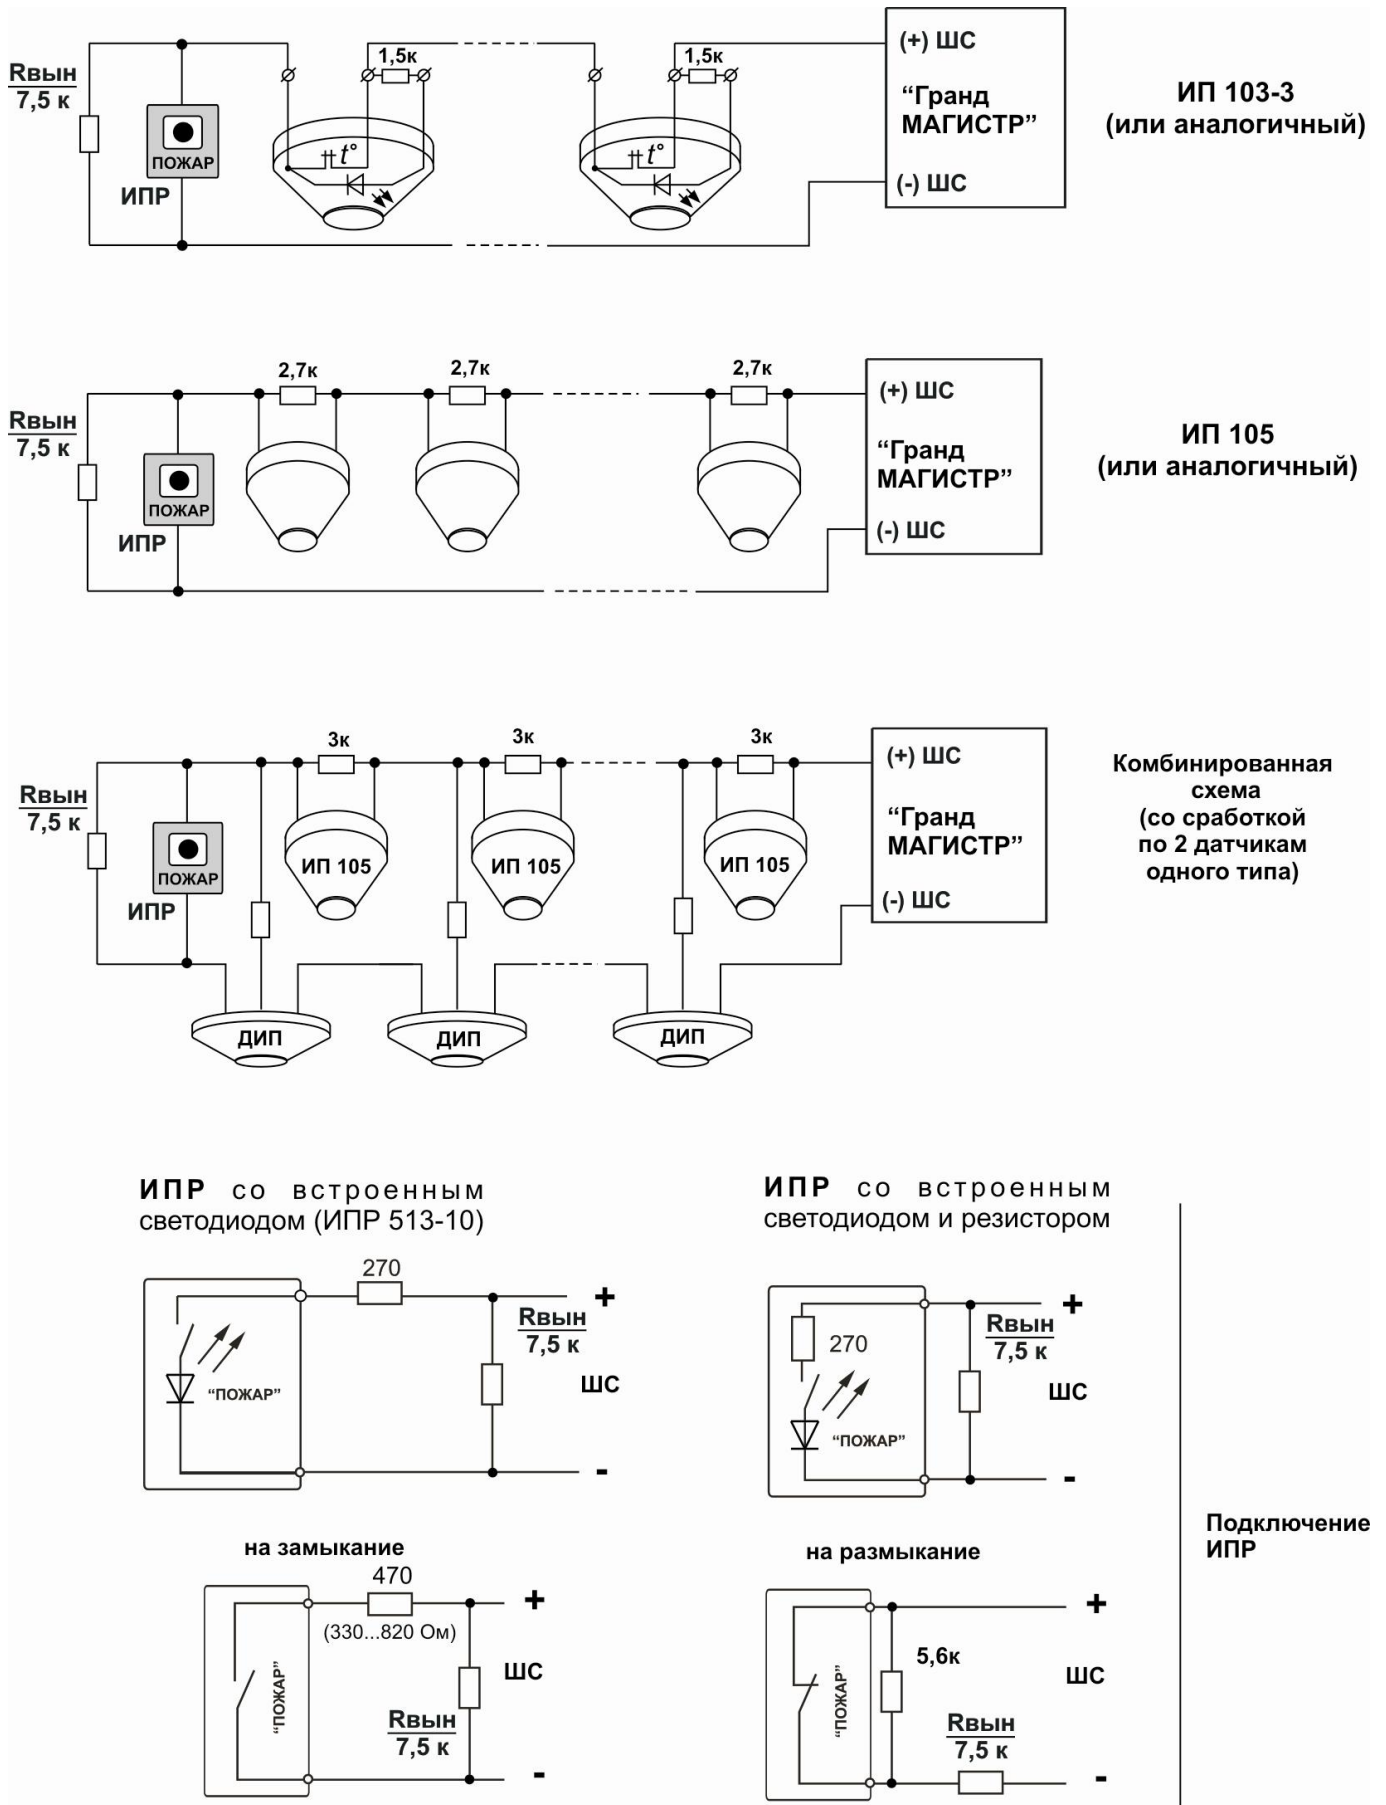 1,5к
1,5к
(+) ШС
Rвын
7,5 к
“Гранд
МАГИСТР”
ИП 103-3
(или аналогичный)
t°
t°
ПОЖАР
ИПР
(-) ШС
2,7к
2,7к
2,7к
(+) ШС
Rвын
7,5 к
“Гранд
МАГИСТР”
ИП 105
(или аналогичный)
ПОЖАР
ИПР
(-) ШС
3к
3к
3к
(+) ШС
Rвын
7,5 к
“Гранд
МАГИСТР”
Комбинированная
схема
(со сработкой
по 2 датчикам
одного типа)
ИП 105
ИП 105
ИП 105
ПОЖАР
ИПР
(-) ШС
ДИП
ДИП
ДИП
ИПР со встроенным
светодиодом (ИПР 513-10)
270
+
Rвын
7,5 к
“ПОЖАР”
ШС
-
ИПР со встроенным
светодиодом и резистором
+
Rвын
7,5 к
270
“ПОЖАР”
ШС
-
на замыкание
470
+
(330...820 Ом)
“ПОЖАР”
ШС
Rвын
7,5 к
-
на размыкание
+
5,6к
“ПОЖАР”
ШС
Rвын
7,5 к
-
Подключение
ИПР